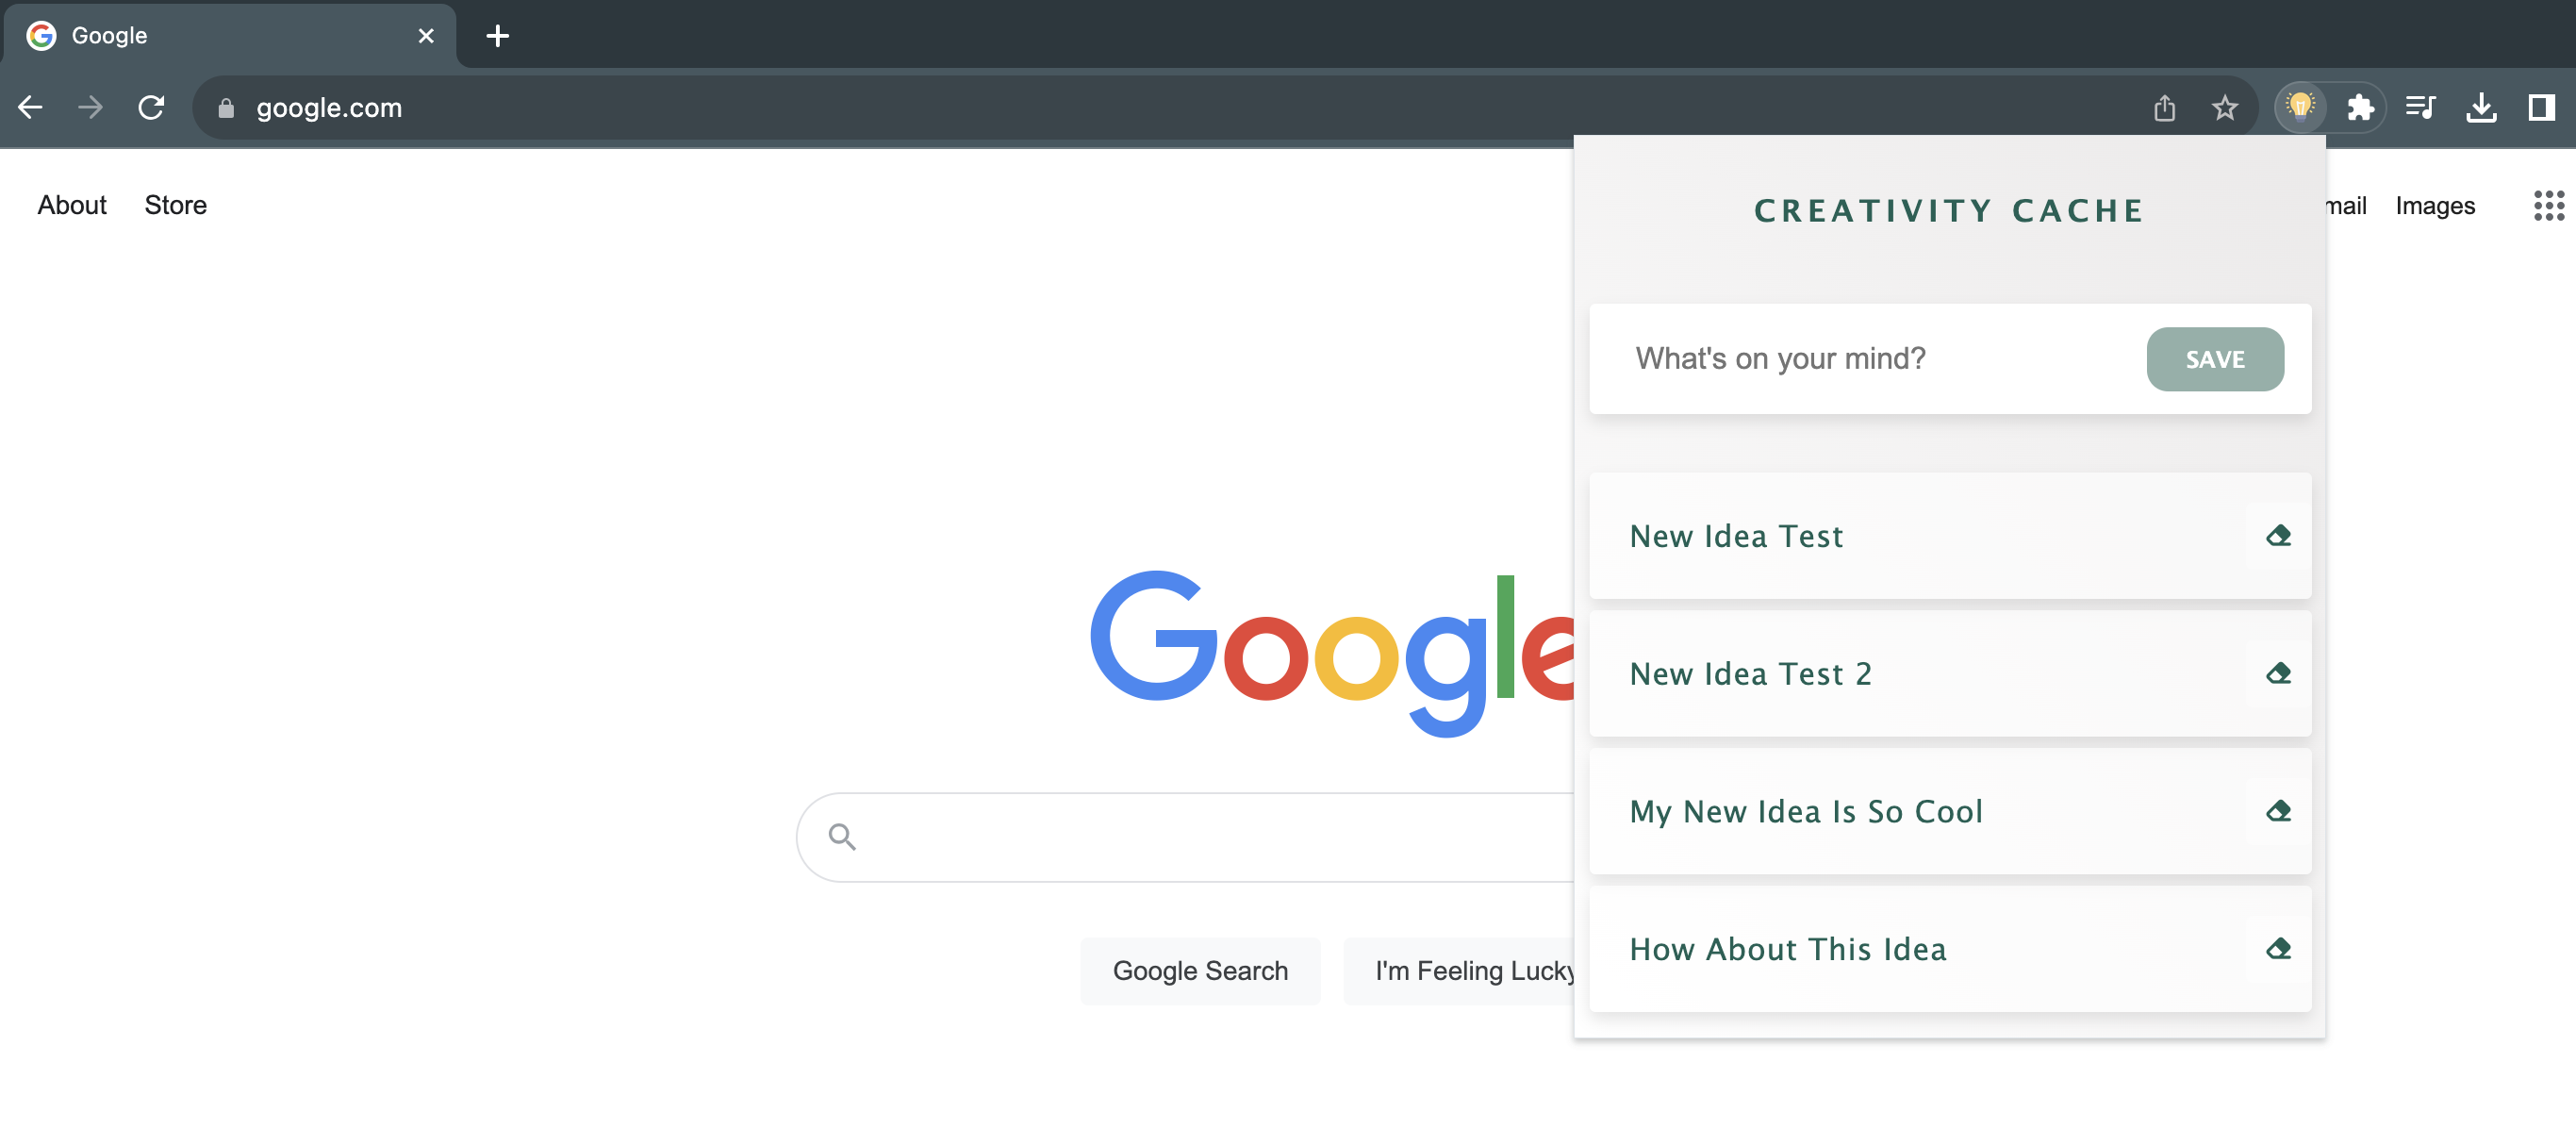 Google
google.com
About Store
mail Images
CREATIVITY CACHE
What's on your mind? SAVE
New Idea Test
New Idea Test 2
My New Idea Is So Cool
How About This Idea
Google
Google Search I'm Feeling Lucky